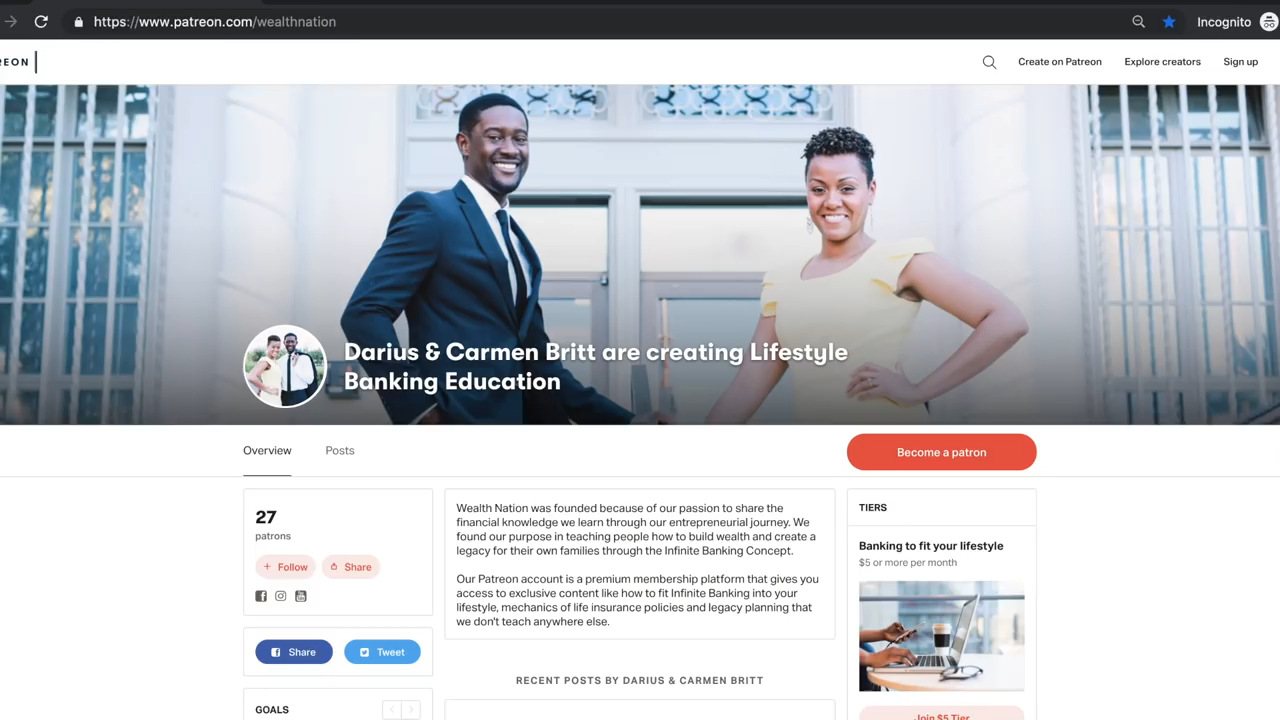 https://www.patreon.com/wealthnation
Incognito
REON
Create on Patreon
Explore creators
Sign up
Darius & Carmen Britt are creating Lifestyle
Banking Education
Overview
Posts
Become a patron
27
patrons
+ Follow
Share
Share
Tweet
GOALS
Wealth Nation was founded because of our passion to share the
financial knowledge we learn through our entrepreneurial journey. We
found our purpose in teaching people how to build wealth and create a
legacy for their own families through the Infinite Banking Concept.
Our Patreon account is a premium membership platform that gives you
access to exclusive content like how to fit Infinite Banking into your
lifestyle, mechanics of life insurance policies and legacy planning that
we don't teach anywhere else.
RECENT POSTS BY DARIUS & CARMEN BRITT
TIERS
Banking to fit your lifestyle
$5 or more per month
Join $5 Tier